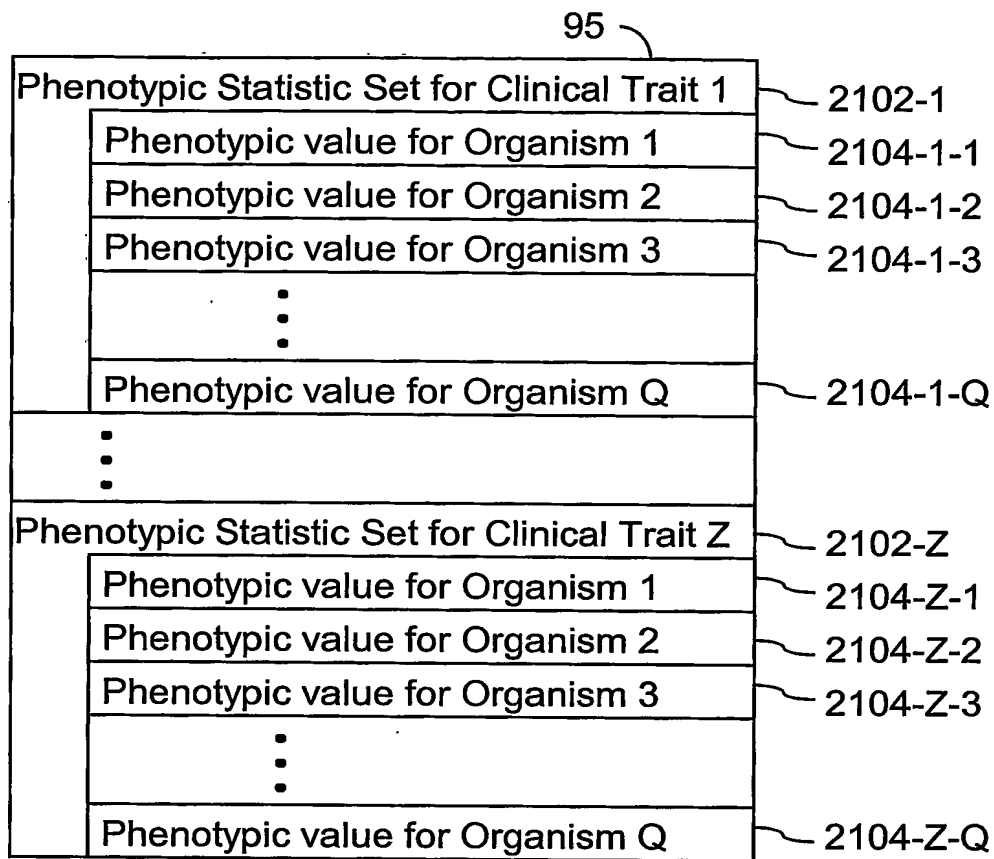 95
Phenotypic Statistic Set for Clinical Trait 1 2102-1
Phenotypic value for Organism 1 2104-1-1
Phenotypic value for Organism 2 2104-1-2
Phenotypic value for Organism 3 2104-1-3
Phenotypic value for Organism Q 2104-1-Q
Phenotypic Statistic Set for Clinical Trait Z 2102-Z
Phenotypic value for Organism 1 2104-Z-1
Phenotypic value for Organism 2 2104-Z-2
Phenotypic value for Organism 3 2104-Z-3
Phenotypic value for Organism Q 2104-Z-Q